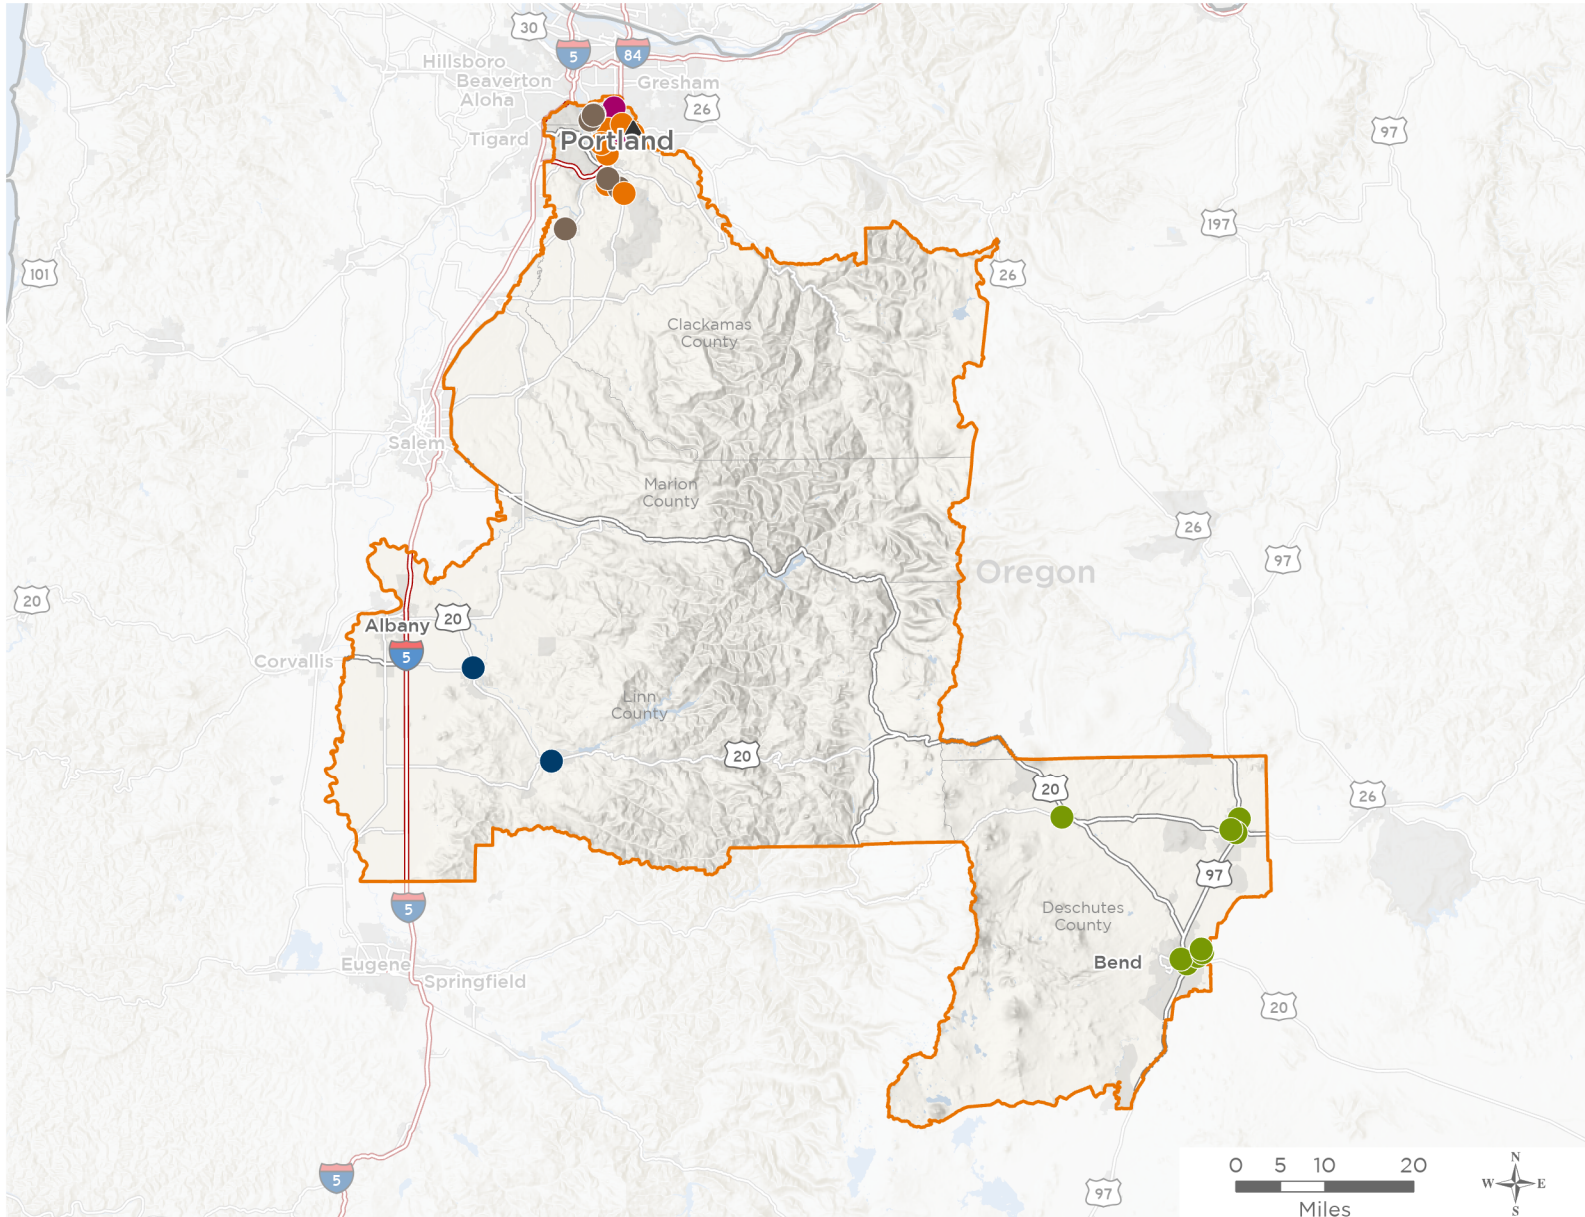 30
5
84
Hillsboro
Beaverton
Aloha
Gresham
26
97
Tigard
Portland
197
101
26
Clackamas
County
Salem
Marion
County
26
97
Oregon
20
20
Albany
5
Corvallis
Linn
County
20
20
26
97
5
Deschutes
County
Bend
Eugene
Springfield
20
5
97
0 5 10 20
Miles
N
W E
S